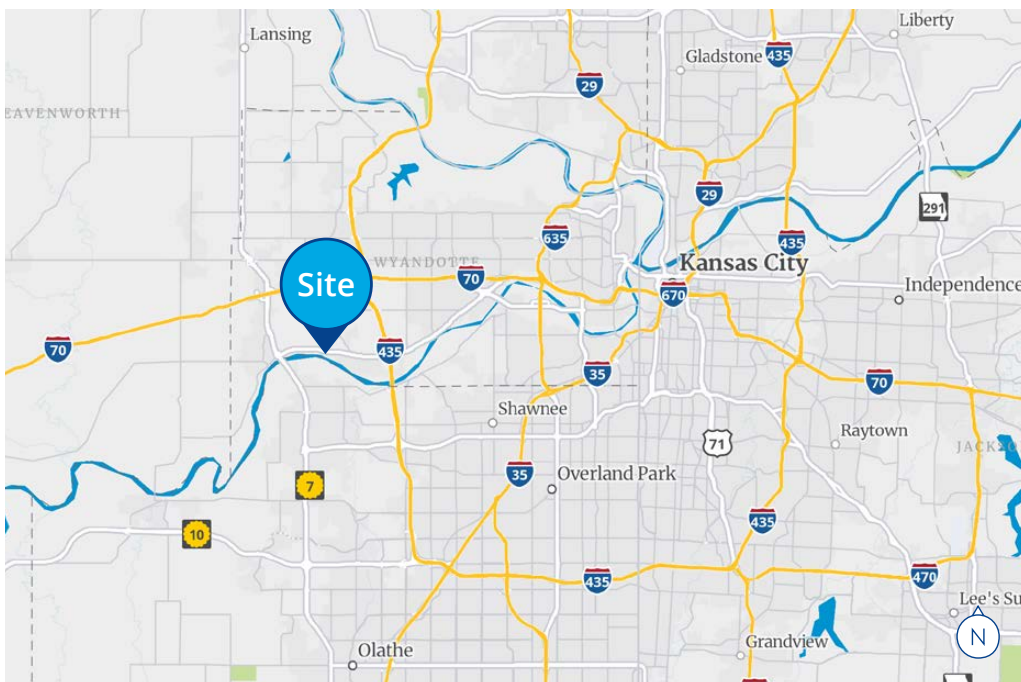 Liberty
Lansing
Gladstone
435
29
EAVENWORTH
29
291
635
435
WYANDOTTE
Kansas City
70
Site
Independence
670
70
435
35
70
Shawnee
71
Raytown
JACKSO
35
Overland Park
7
435
10
435
470
Lee's Su
N
Grandview
Olathe